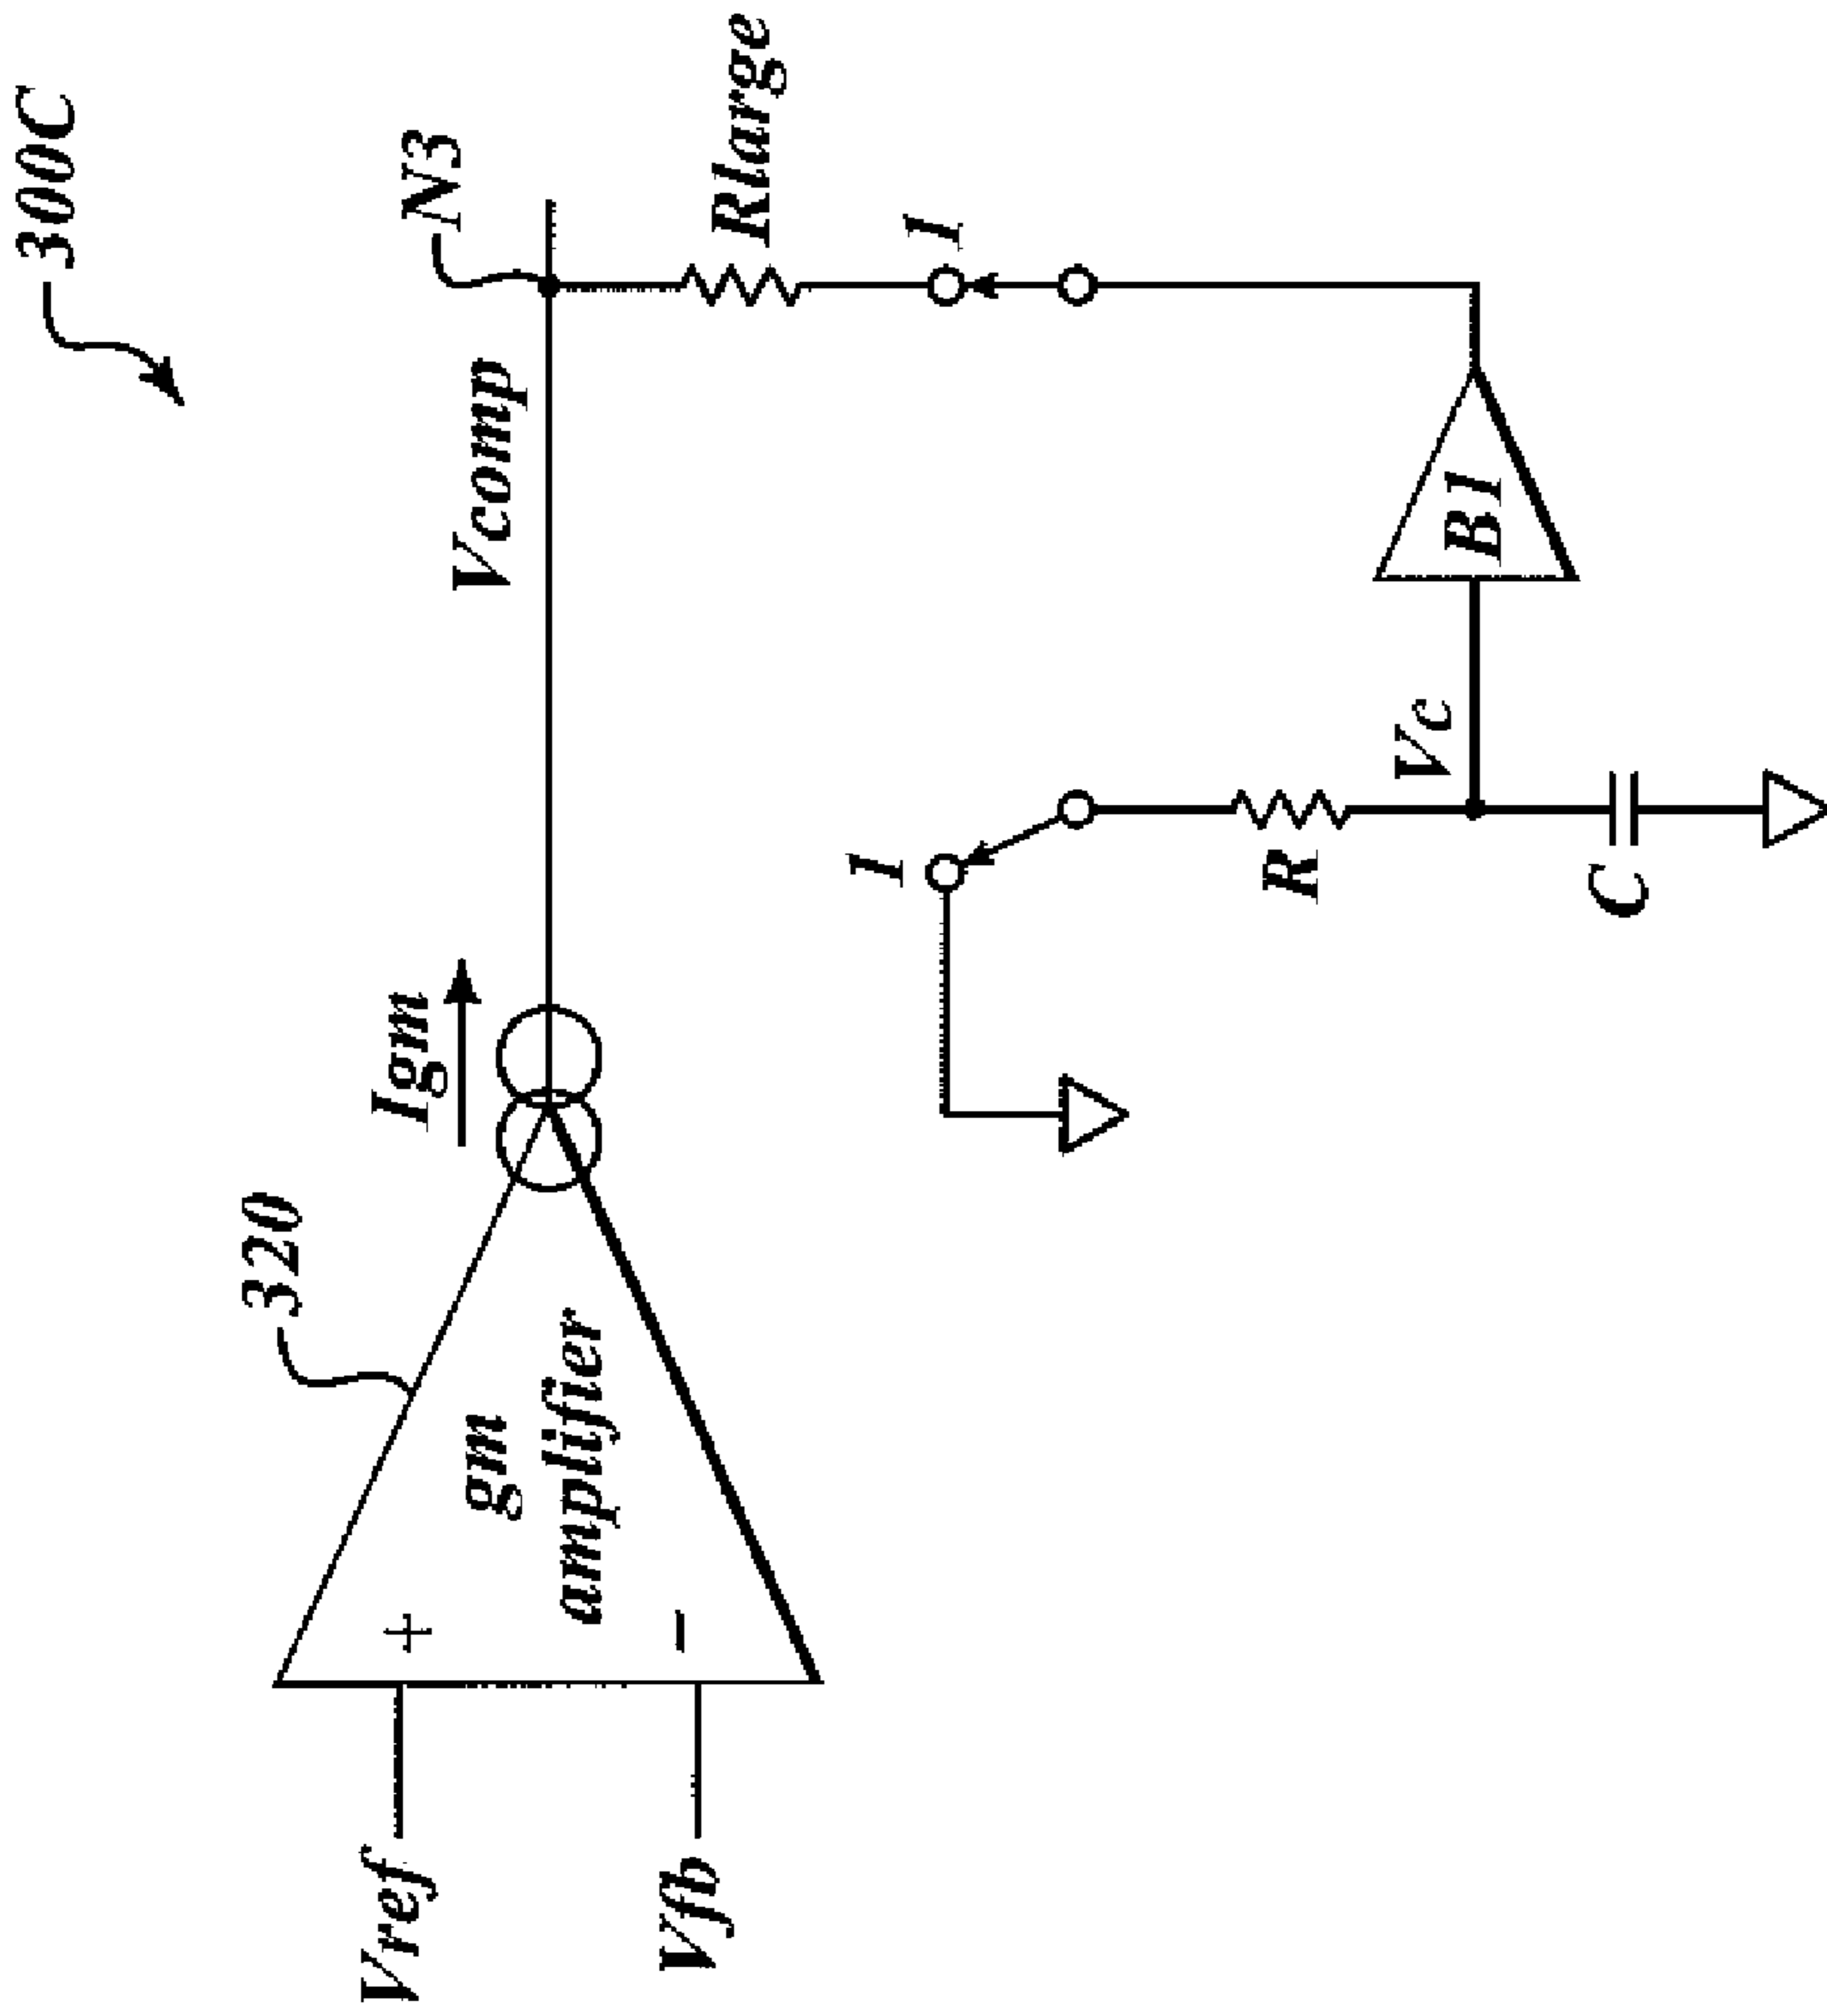 300C
N3
Vcomp
Rlarge
I
Igm
320
Vref
+
gm
amplifier
−
Vfb
I
R
Vc
B1
C